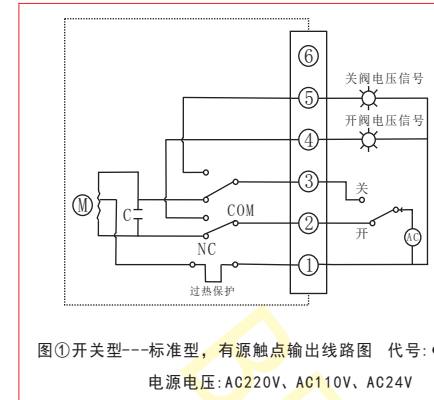 ⑥
⑤
关阀电压信号
开阀电压信号
④
③
关
M
C
COM
②
开
AC
NC
①
过热保护
图①开关型---标准型，有源触点输出线路图 代号:
电源电压:AC220V、AC110V、AC24V